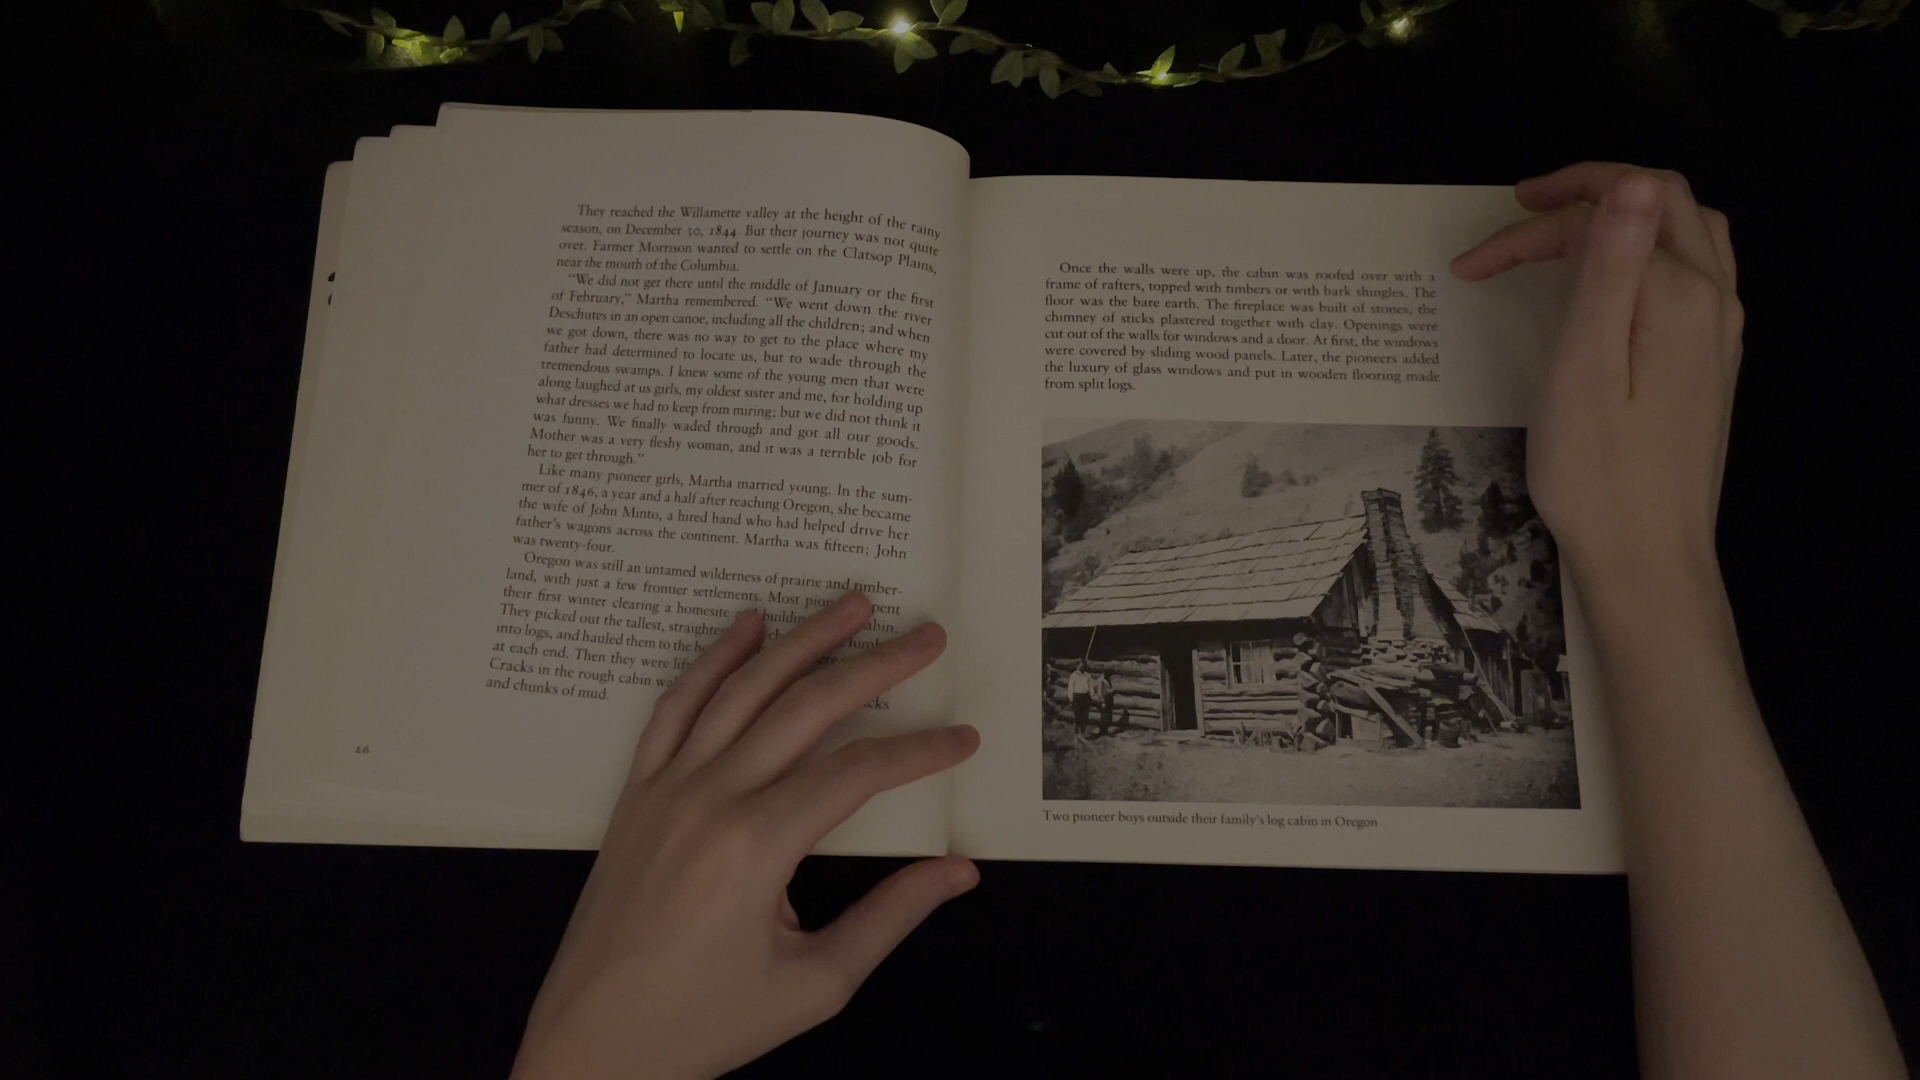 They reached the Willamette valley at the height of the rainy
season, on December 30, 1844. But their journey was not quite
over. Farmer Morrison wanted to settle on the Clatsop Plains,
near the mouth of the Columbia.
"We did not get there until the middle of January or the first
of February," Martha remembered. "We went down the river
Deschutes in an open canoe, including all the children; and when
we got down, there was no way to get to the place where my
father had determined to locate us, but to wade through the
tremendous swamps. I knew some of the young men that were
along laughed at us girls, my oldest sister and me, for holding up
what dresses we had to keep from miring; but we did not think it
was funny. We finally waded through and got all our goods.
Mother was a very fleshy woman, and it was a terrible job for
her to get through."
Like many pioneer girls, Martha married young. In the sum-
mer of 1846, a year and a half after reaching Oregon, she became
the wife of John Minto, a hired hand who had helped drive her
father's wagons across the continent. Martha was fifteen; John
was twenty-four.
Oregon was still an untamed wilderness of prairie and timber-
land, with just a few frontier settlements. Most spent
their first winter clearing a homesite
They picked out the tallest,
into logs, and hauled them to the
at each end. Then they were
Cracks in the rough cabin
and chunks of mud.
26
Once the walls were up, the cabin was roofed over with a
frame of rafters, topped with timbers or with bark shingles. The
floor was the bare earth. The fireplace was built of stones, the
chimney of sticks plastered together with clay. Openings were
cut out of the walls for windows and a door. At first, the windows
were covered by sliding wood panels. Later, the pioneers added
the luxury of glass windows and put in wooden flooring made
from split logs.
Two pioneer boys outside their family's log cabin in Oregon